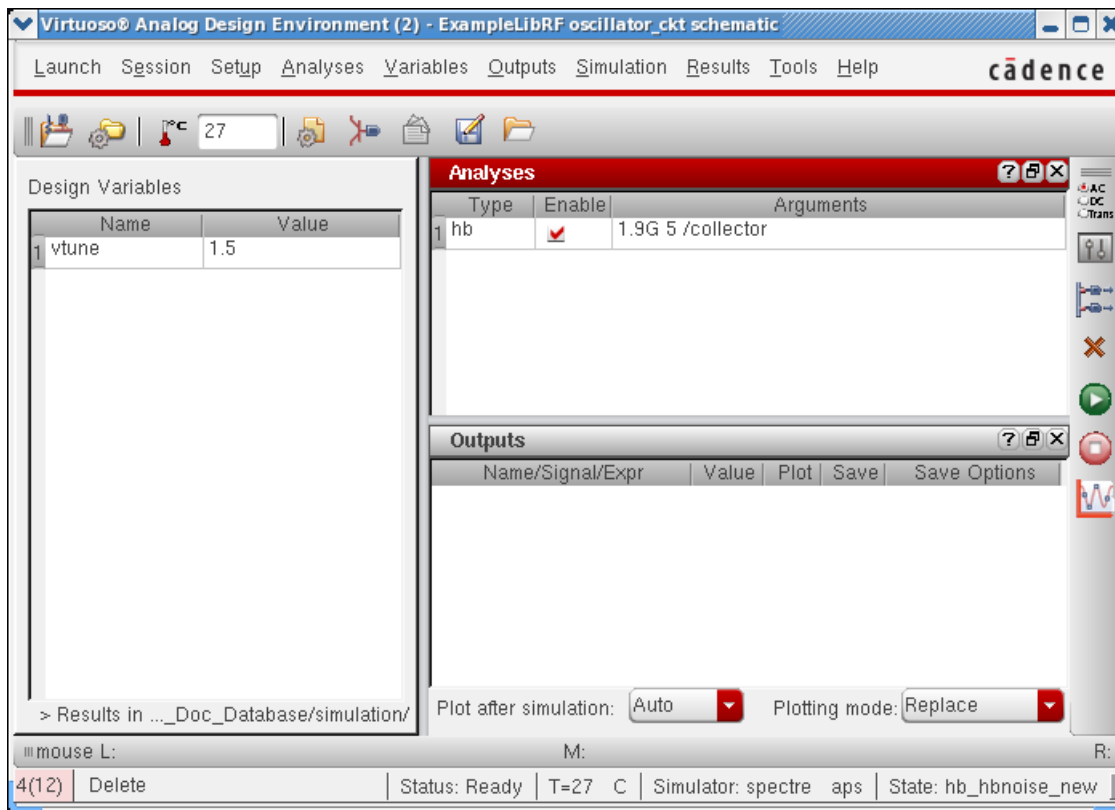 Virtuoso® Analog Design Environment (2) - ExampleLibRF oscillator_ckt schematic
Launch Session Setup Analyses Variables Outputs Simulation Results Tools Help cādence
°C 27
Design Variables
Name Value
1 vtune 1.5
> Results in ..._Doc_Database/simulation/
Analyses
Type Enable Arguments
1 hb 1.9G 5 /collector
Outputs
Name/Signal/Expr Value Plot Save Save Options
Plot after simulation: Auto Plotting mode: Replace
AC
DC
Trans
mouse L: M: R:
4(12) Delete Status: Ready T=27 C Simulator: spectre aps State: hb_hbnoise_new